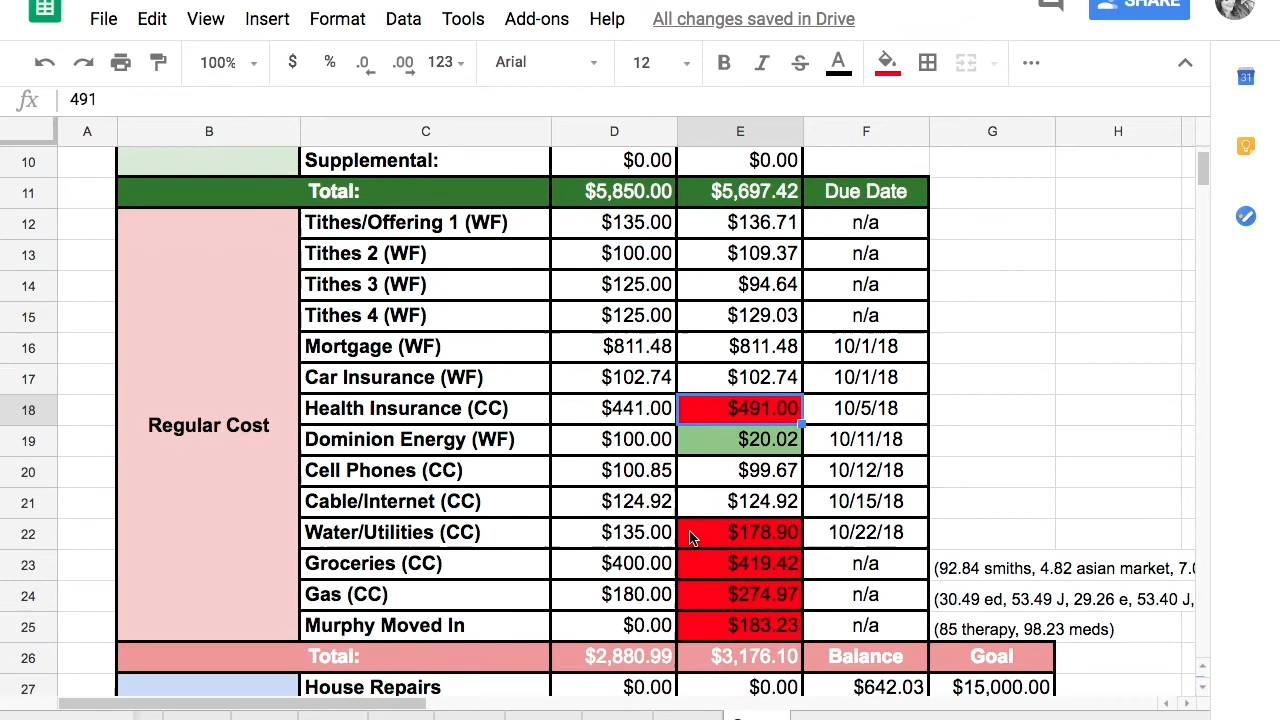 File Edit View Insert Format Data Tools Add-ons Help All changes saved in Drive SHARE
100% $ % .0 .00 123 Arial 12 B I S A
fx 491
A B C D E F G H
10 Supplemental: $0.00 $0.00
11 Total: $5,850.00 $5,697.42 Due Date
12 Tithes/Offering 1 (WF) $135.00 $136.71 n/a
13 Tithes 2 (WF) $100.00 $109.37 n/a
14 Tithes 3 (WF) $125.00 $94.64 n/a
15 Tithes 4 (WF) $125.00 $129.03 n/a
16 Mortgage (WF) $811.48 $811.48 10/1/18
17 Car Insurance (WF) $102.74 $102.74 10/1/18
18 Regular Cost Health Insurance (CC) $441.00 $491.00 10/5/18
19 Dominion Energy (WF) $100.00 $20.02 10/11/18
20 Cell Phones (CC) $100.85 $99.67 10/12/18
21 Cable/Internet (CC) $124.92 $124.92 10/15/18
22 Water/Utilities (CC) $135.00 $178.90 10/22/18
23 Groceries (CC) $400.00 $419.42 n/a (92.84 smiths, 4.82 asian market, 7.0
24 Gas (CC) $180.00 $274.97 n/a (30.49 ed, 53.49 J, 29.26 e, 53.40 J,
25 Murphy Moved In $0.00 $183.23 n/a (85 therapy, 98.23 meds)
26 Total: $2,880.99 $3,176.10 Balance Goal
27 House Repairs $0.00 $0.00 $642.03 $15,000.00
31